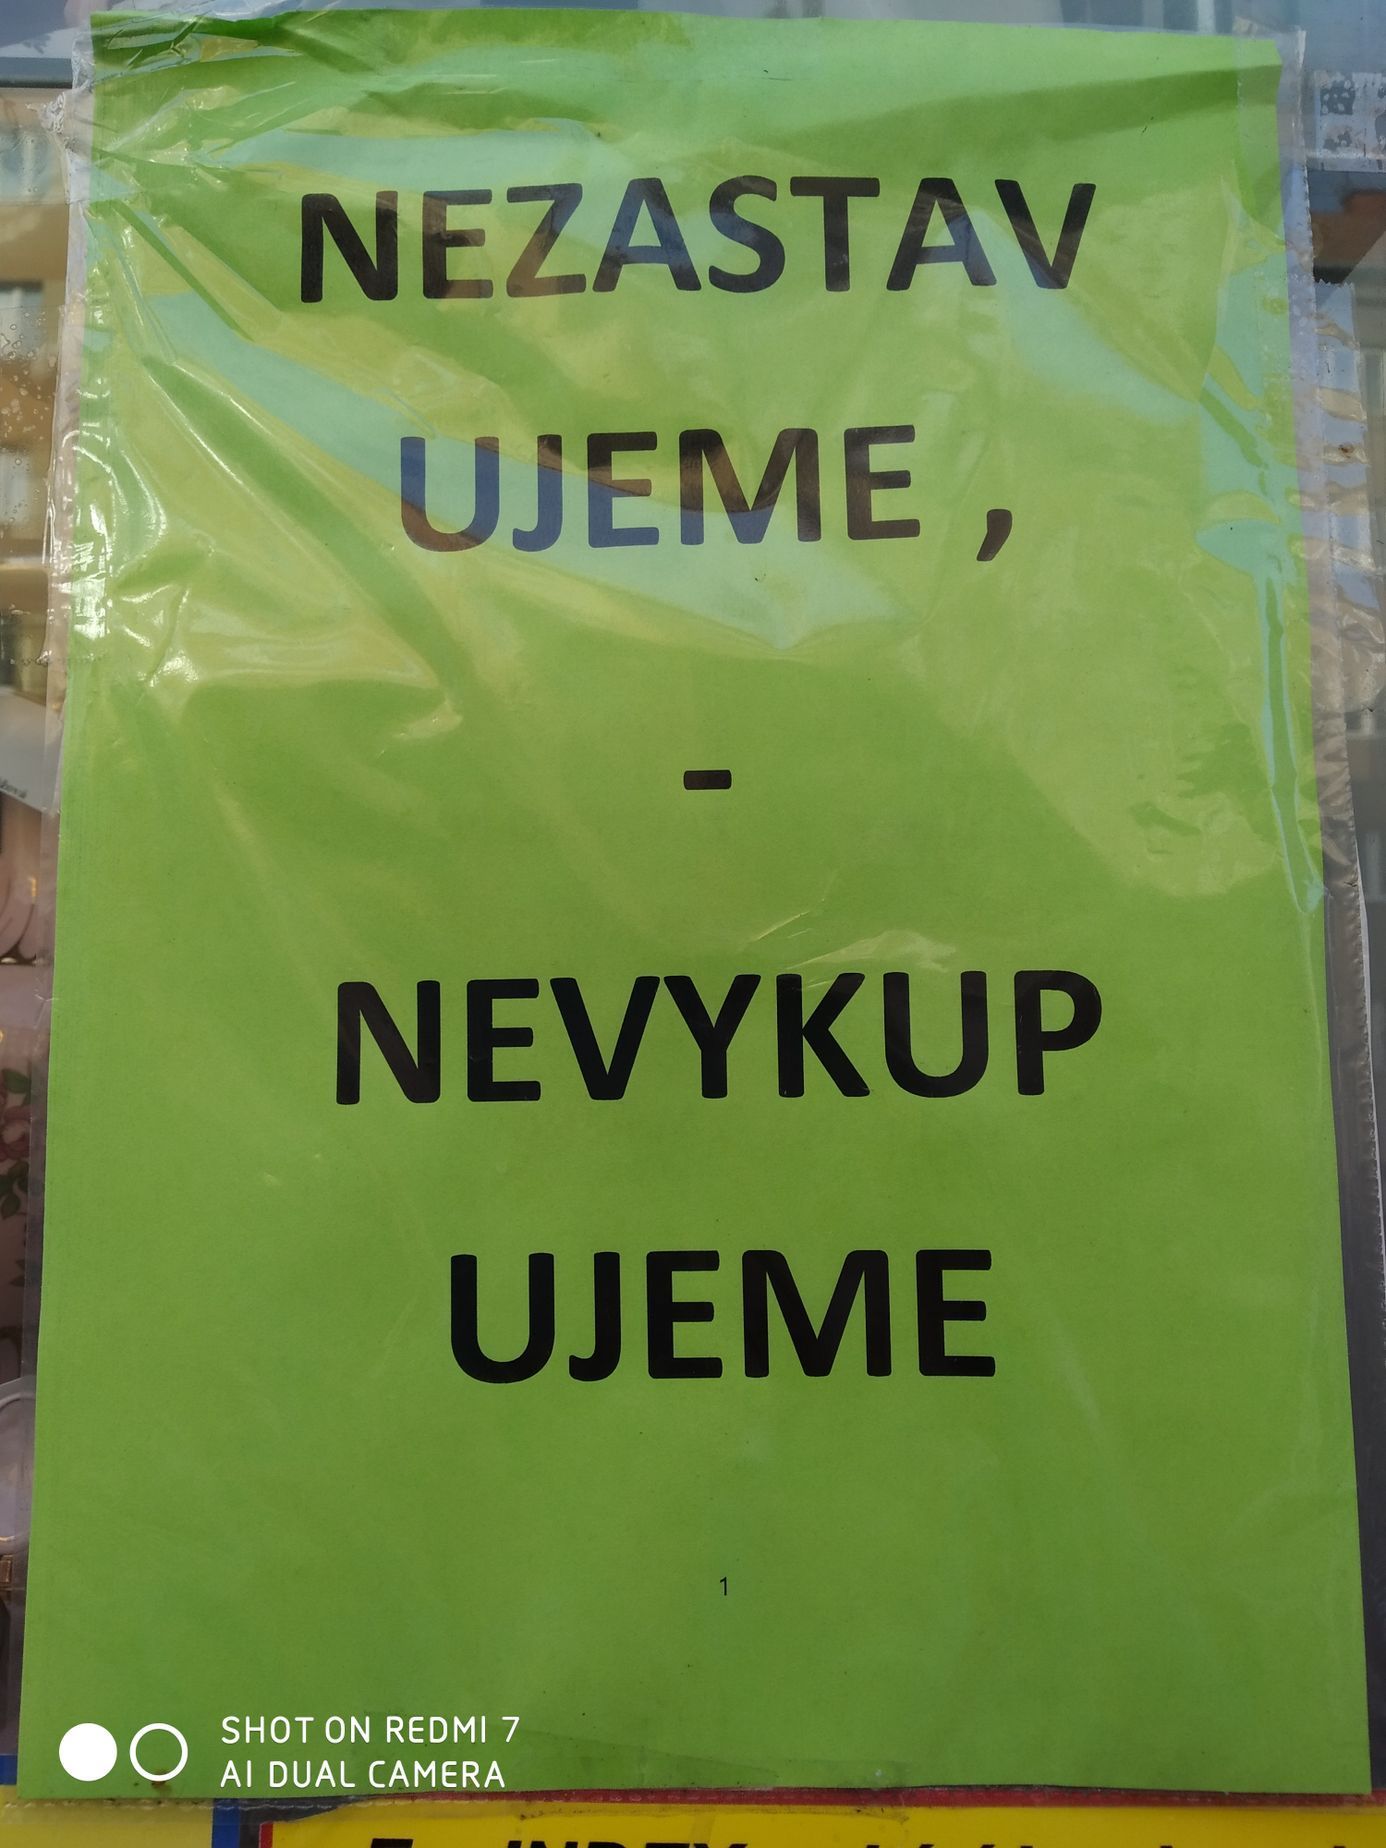 NEZASTAV
UJEME ,
-
NEVYKUP
UJEME
1
SHOT ON REDMI 7
AI DUAL CAMERA